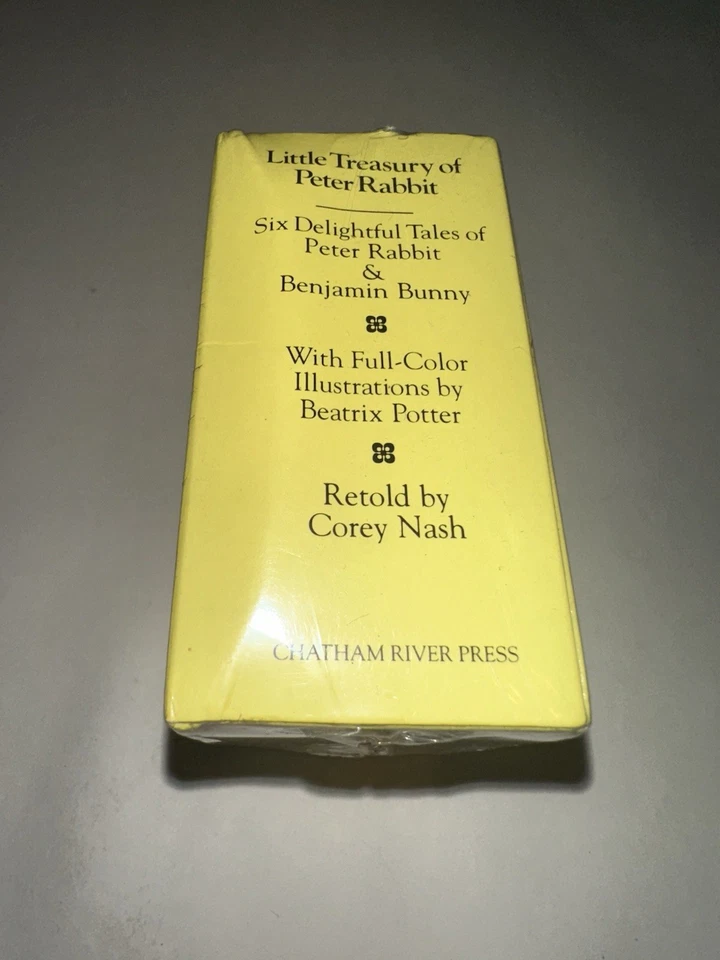 Little Treasury of
Peter Rabbit
Six Delightful Tales of
Peter Rabbit
&
Benjamin Bunny
With Full-Color
Illustrations by
Beatrix Potter
Retold by
Corey Nash
CHATHAM RIVER PRESS